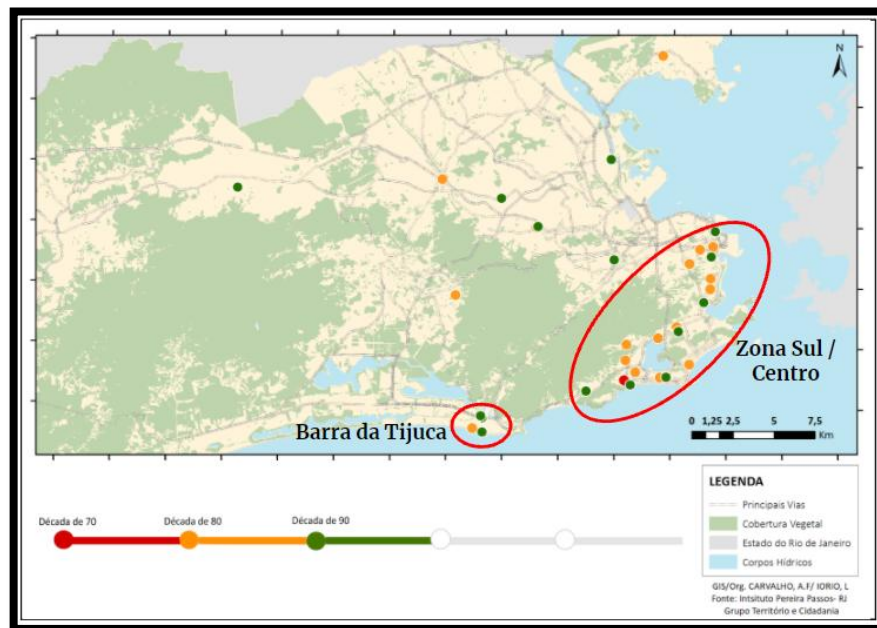 N
Zona Sul /
Centro
Barra da Tijuca
0 1,25 2,5 5 7,5
Km
Década de 70
Década de 80
Década de 90
LEGENDA
Principais Vias
Cobertura Vegetal
Estado do Rio de Janeiro
Corpos Hídricos
GIS/Org. CARVALHO, A.F/ IORIO, L
Fonte: Intsituto Pereira Passos- RJ
Grupo Território e Cidadania